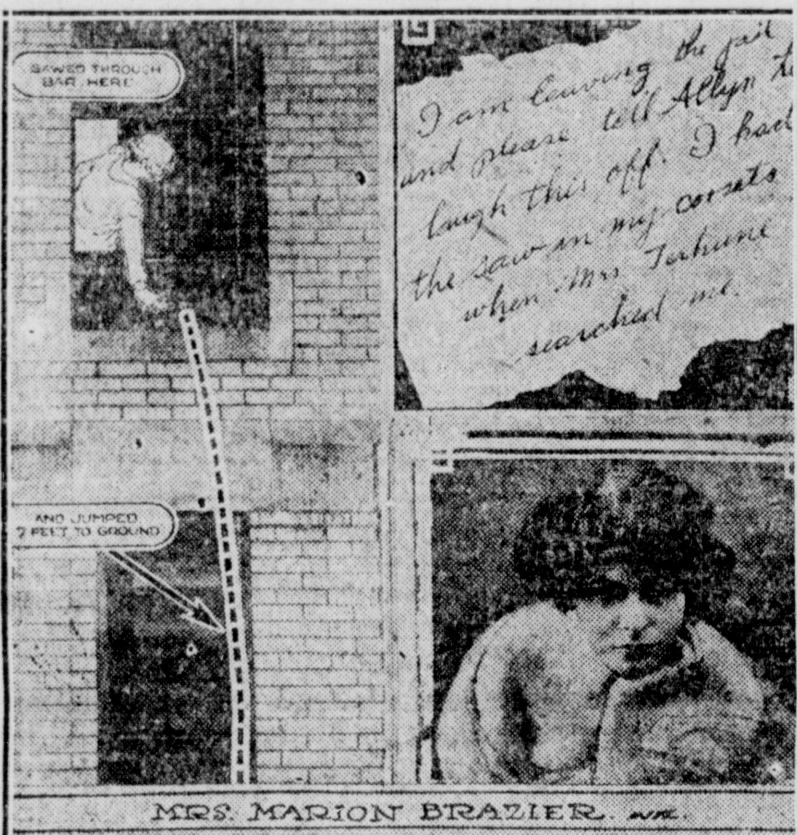 SAWED THROUGH
BAR HERE
I am leaving the jail
and please tell Allyn to
laugh this off. I had
the saw in my corsets
when Mrs Terhune
searched me.
AND JUMPED
7 FEET TO GROUND
MRS. MARION BRAZIER.